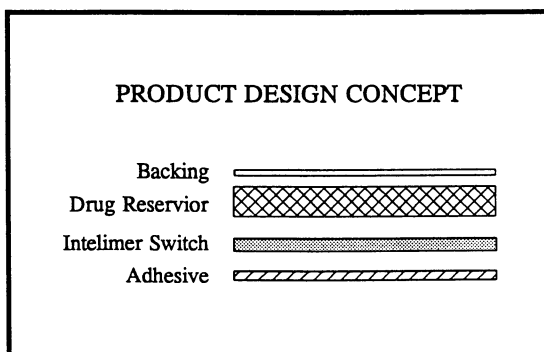 PRODUCT DESIGN CONCEPT
Backing
Drug Reservior
Intelimer Switch
Adhesive